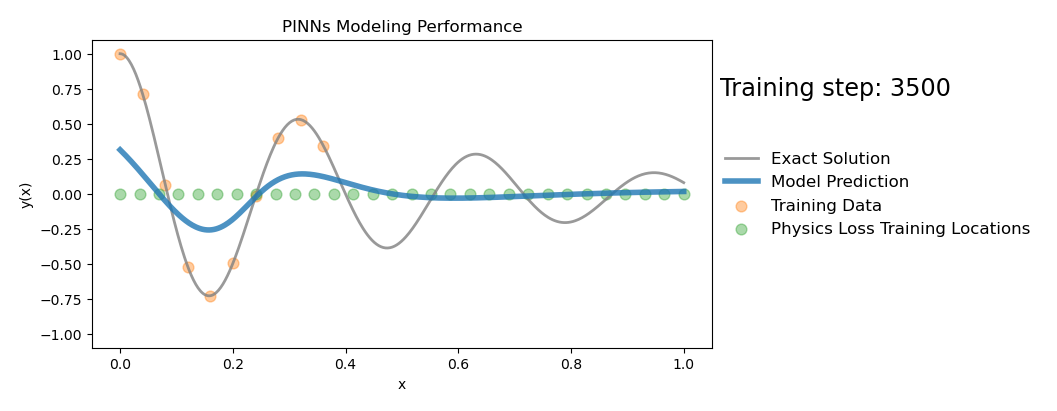 PINNs Modeling Performance
Training step: 3500
y(x)
1.00
0.75
0.50
0.25
0.00
−0.25
−0.50
−0.75
−1.00
0.0 0.2 0.4 0.6 0.8 1.0
x
Exact Solution
Model Prediction
Training Data
Physics Loss Training Locations